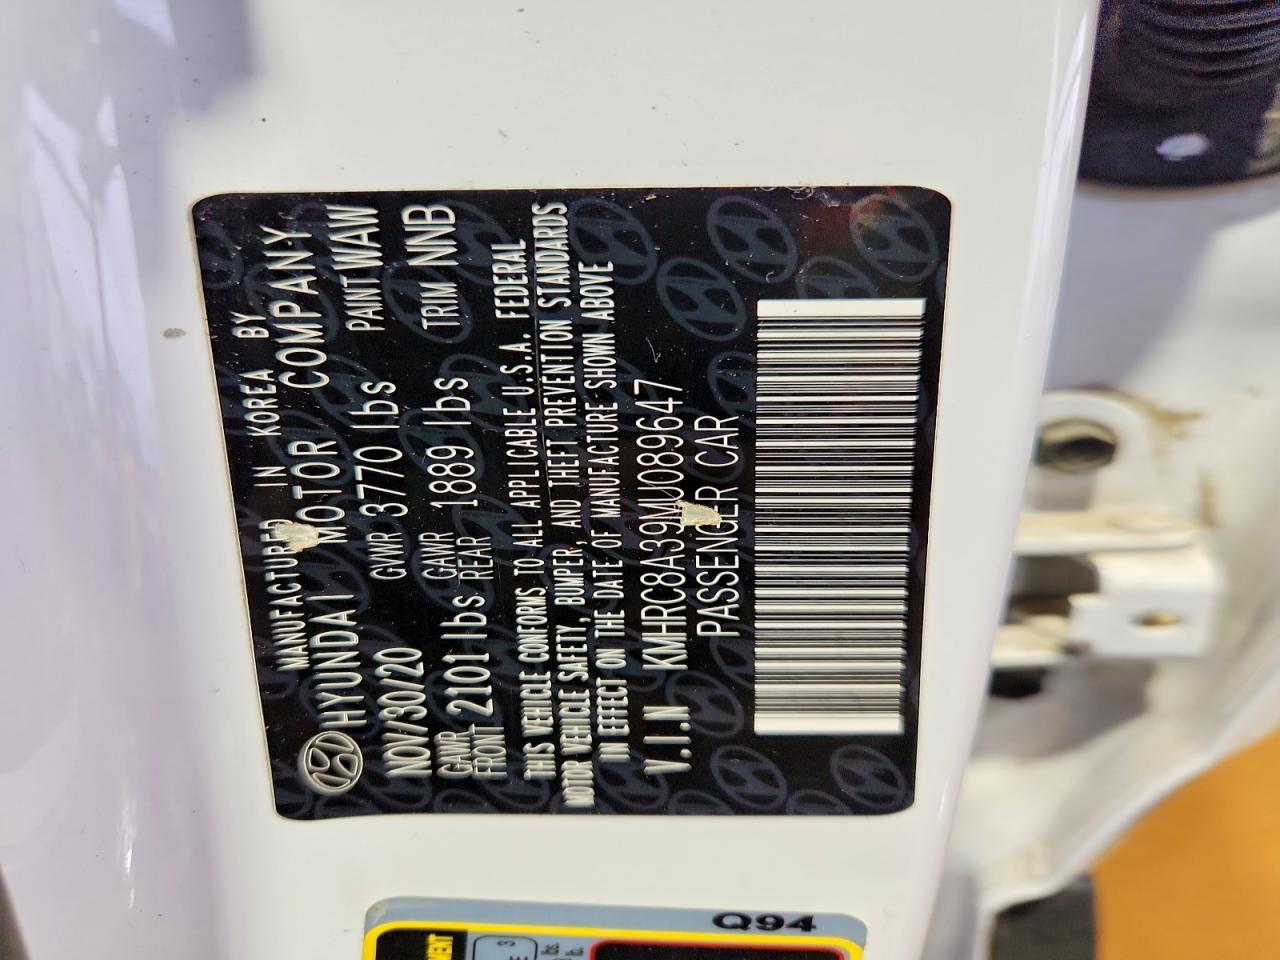 MANUFACTURED IN KOREA BY
HYUNDAI MOTOR COMPANY
NOV/30/20 GVWR 3770 lbs PAINT WAW
GAWR FRONT 2101 lbs GAWR REAR 1889 lbs TRIM NNB
THIS VEHICLE CONFORMS TO ALL APPLICABLE U.S.A. FEDERAL
MOTOR VEHICLE SAFETY, BUMPER, AND THEFT PREVENTION STANDARDS
IN EFFECT ON THE DATE OF MANUFACTURE SHOWN ABOVE
V.I.N KMHRC8A39MU089647
PASSENGER CAR
Q94